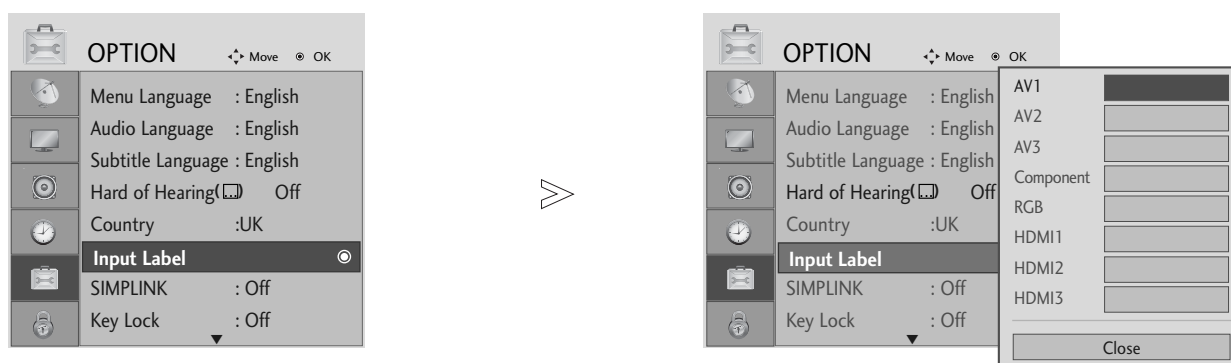 OPTION Move OK
Menu Language : English
Audio Language : English
Subtitle Language : English
Hard of Hearing( ) Off
Country :UK
Input Label
SIMPLINK : Off
Key Lock : Off
OPTION Move OK
Menu Language : English
Audio Language : English
Subtitle Language : English
Hard of Hearing( ) Off
Country :UK
Input Label
SIMPLINK : Off
Key Lock : Off
AV1
AV2
AV3
Component
RGB
HDMI1
HDMI2
HDMI3
Close